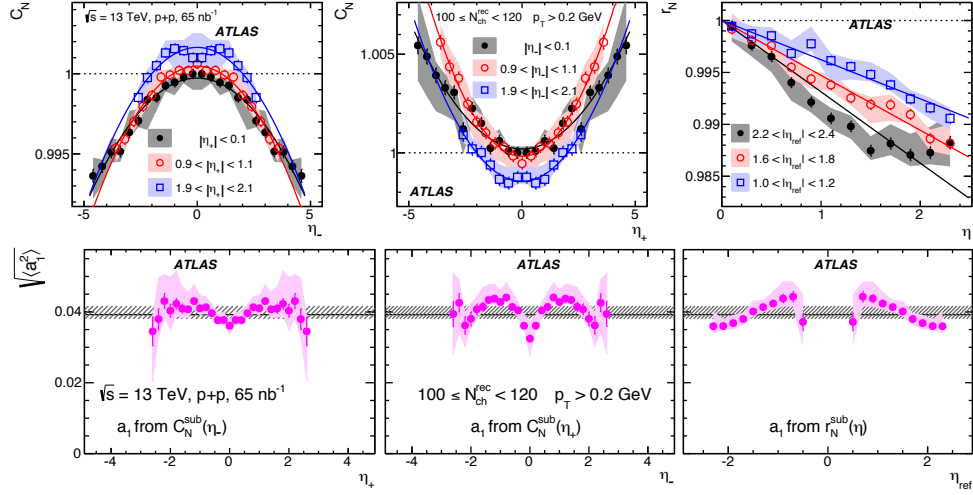 C_N
√s = 13 TeV, p+p, 65 nb⁻¹
ATLAS
1
0.995
|η₊| < 0.1
0.9 < |η₊| < 1.1
1.9 < |η₊| < 2.1
-5 0 5
η₋
C_N
100 ≤ N_ch^rec < 120 p_T > 0.2 GeV
1.005
1
|η₋| < 0.1
0.9 < |η₋| < 1.1
1.9 < |η₋| < 2.1
ATLAS
-5 0 5
η₊
r_N
ATLAS
1
0.995
0.99
0.985
2.2 < |η_ref| < 2.4
1.6 < |η_ref| < 1.8
1.0 < |η_ref| < 1.2
0 1 2
η
√⟨a₁²⟩
0.04
0.02
0
ATLAS
√s = 13 TeV, p+p, 65 nb⁻¹
a₁ from C_N^sub(η₋)
-4 -2 0 2 4
η₊
ATLAS
100 ≤ N_ch^rec < 120 p_T > 0.2 GeV
a₁ from C_N^sub(η₊)
-4 -2 0 2 4
η₋
ATLAS
a₁ from r_N^sub(η)
-2 0 2
η_ref